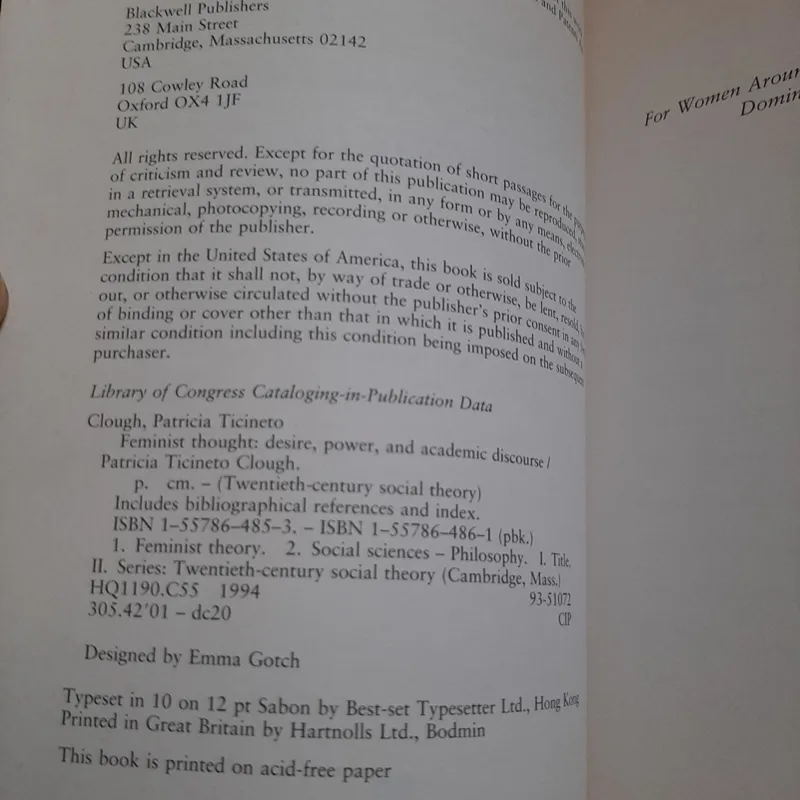 Blackwell Publishers
238 Main Street
Cambridge, Massachusetts 02142
USA
108 Cowley Road
Oxford OX4 1JF
UK
All rights reserved. Except for the quotation of short passages for the
of criticism and review, no part of this publication may be reproduced,
in a retrieval system, or transmitted, in any form or by any means,
mechanical, photocopying, recording or otherwise, without the prior
permission of the publisher.
Except in the United States of America, this book is sold subject to the
condition that it shall not, by way of trade or otherwise, be lent, resold,
out, or otherwise circulated without the publisher's prior consent in any
of binding or cover other than that in which it is published and without a
similar condition including this condition being imposed on the subsequent
purchaser.
Library of Congress Cataloging-in-Publication Data
Clough, Patricia Ticineto
Feminist thought: desire, power, and academic discourse /
Patricia Ticineto Clough.
p. cm. – (Twentieth-century social theory)
Includes bibliographical references and index.
ISBN 1–55786–485–3. – ISBN 1–55786–486–1 (pbk.)
1. Feminist theory. 2. Social sciences – Philosophy. I. Title.
II. Series: Twentieth-century social theory (Cambridge, Mass.)
HQ1190.C55 1994 93-51072
305.42'01 – dc20 CIP
Designed by Emma Gotch
Typeset in 10 on 12 pt Sabon by Best-set Typesetter Ltd., Hong Kong
Printed in Great Britain by Hartnolls Ltd., Bodmin
This book is printed on acid-free paper
For Women Aroun
Domin